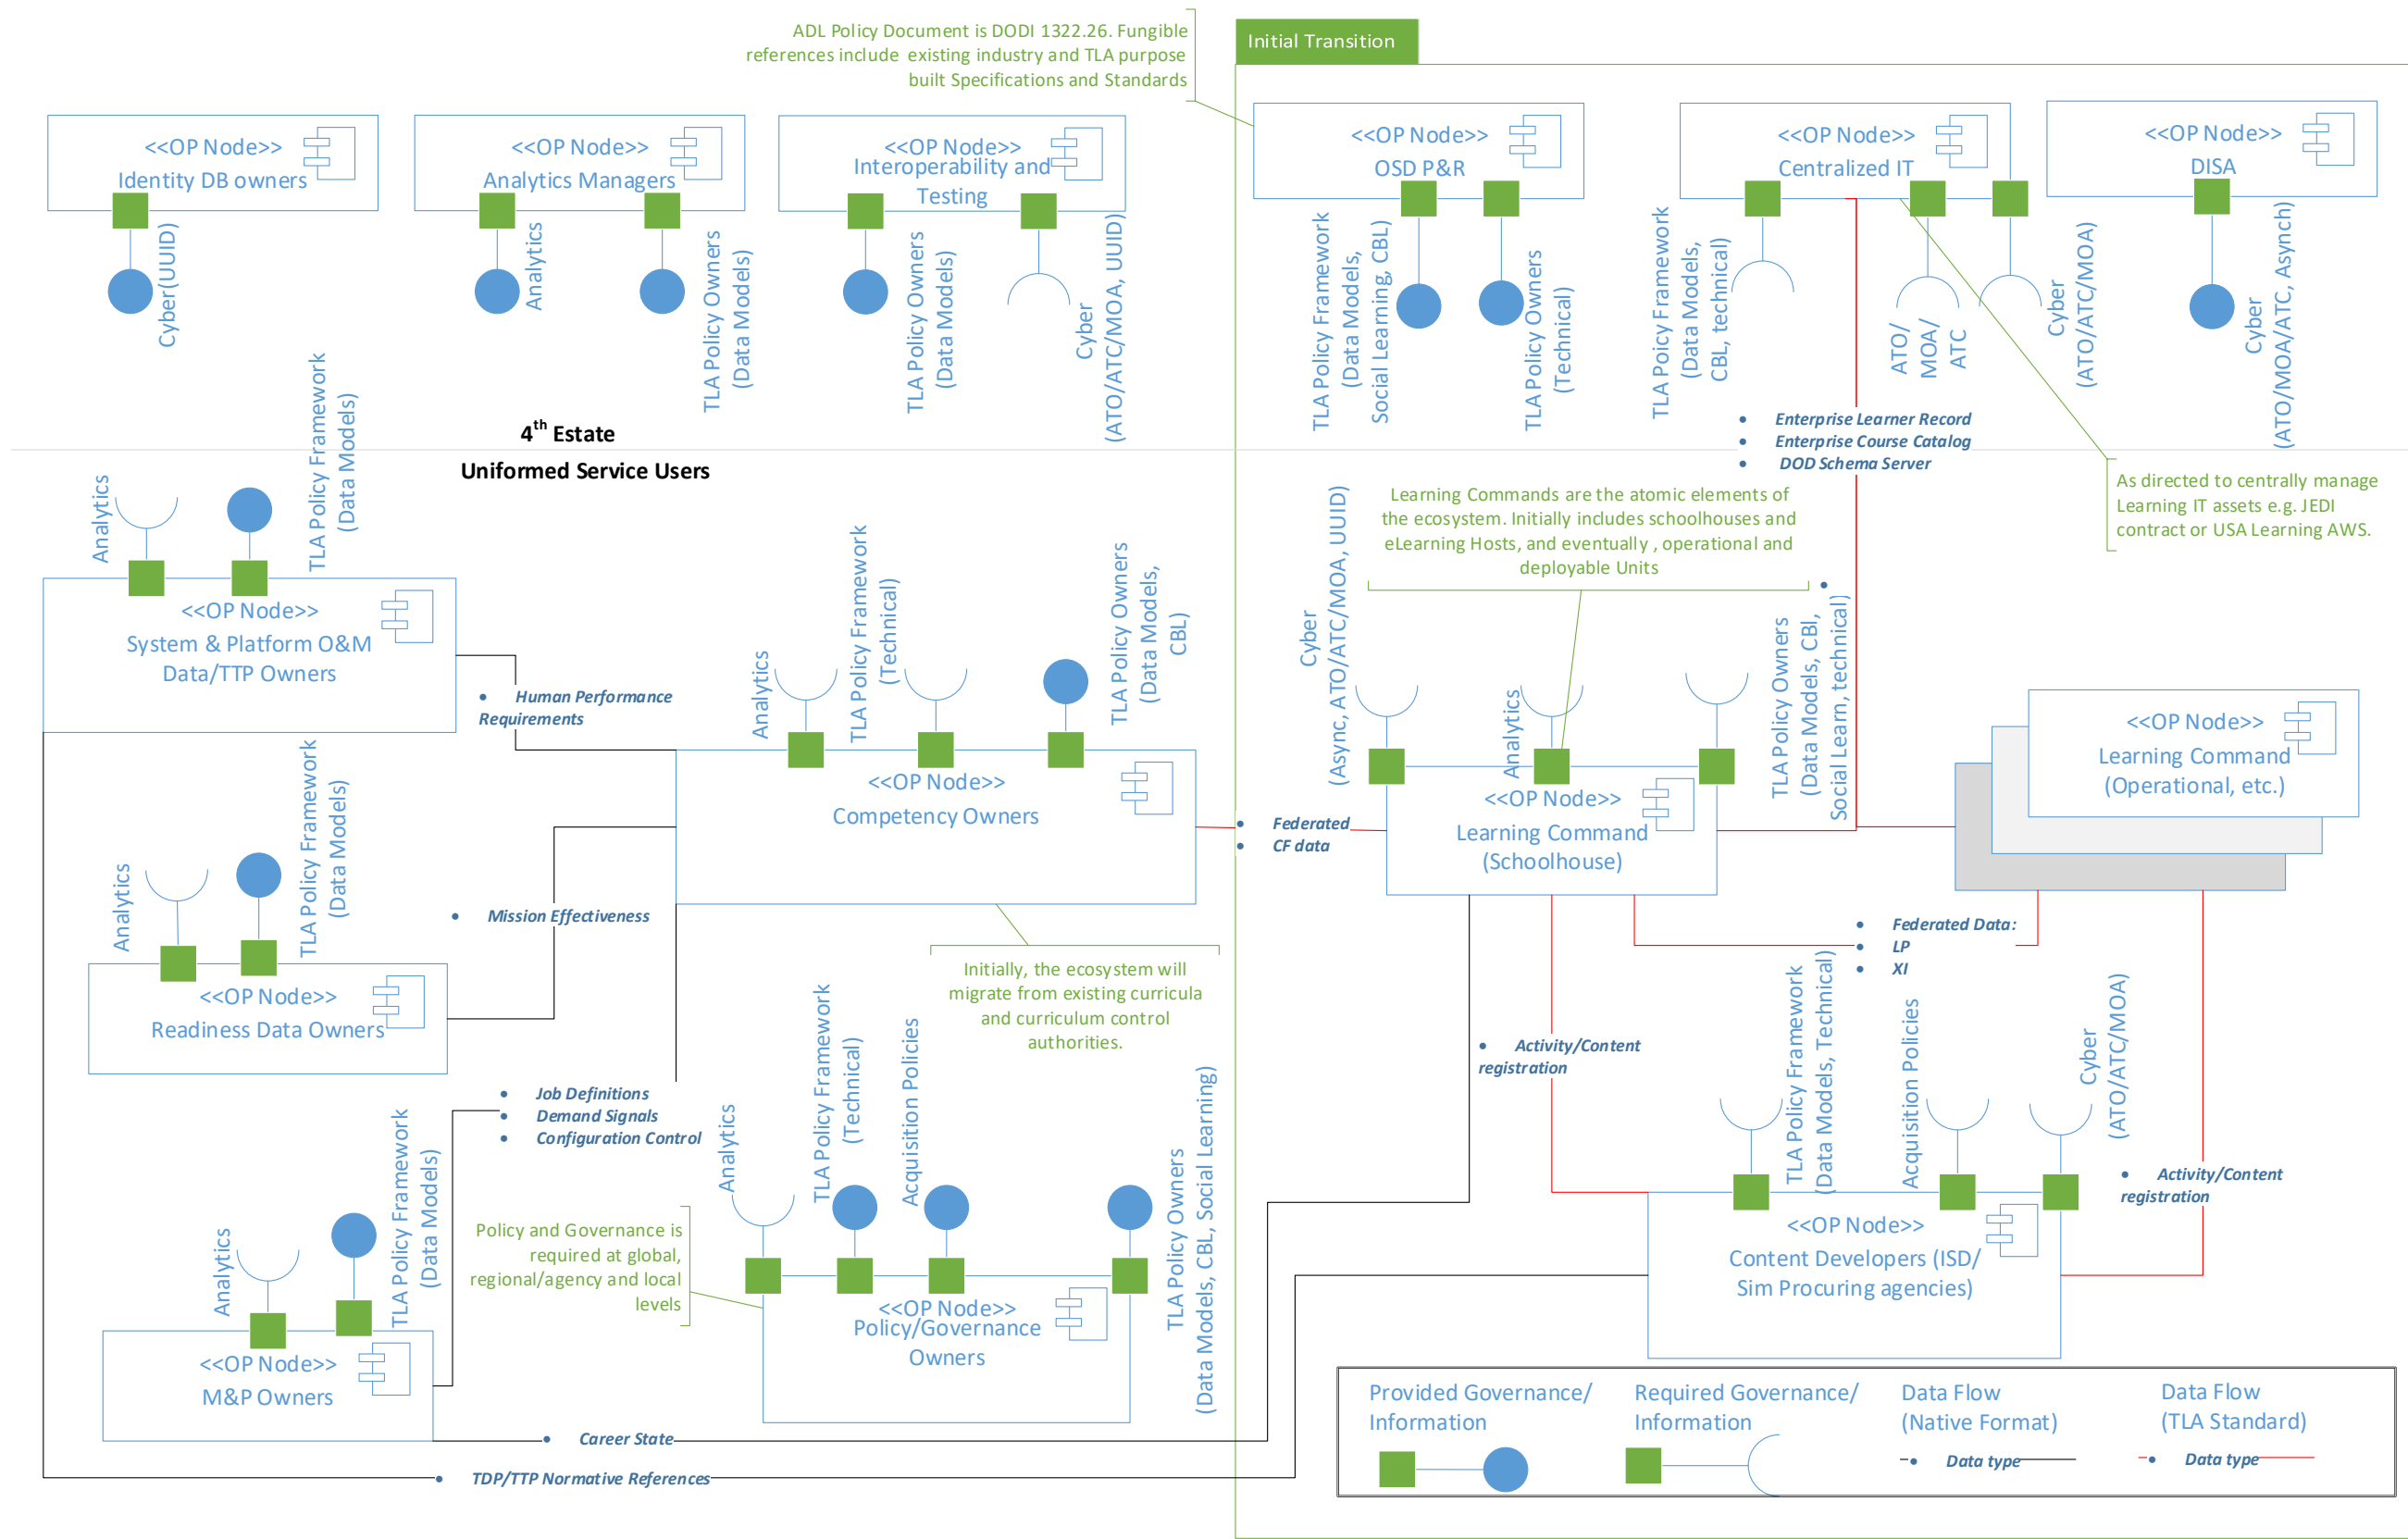 ADL Policy Document is DODI 1322.26. Fungible
references include existing industry and TLA purpose
built Specifications and Standards
Initial Transition
<<OP Node>>
Identity DB owners
Cyber(UUID)
<<OP Node>>
Analytics Managers
Analytics
TLA Policy Owners
(Data Models)
<<OP Node>>
Interoperability and
Testing
TLA Policy Owners
(Data Models)
Cyber
(ATO/ATC/MOA, UUID)
<<OP Node>>
OSD P&R
TLA Policy Framework
(Data Models,
Social Learning, CBL)
TLA Policy Owners
(Technical)
<<OP Node>>
Centralized IT
TLA Poicy Framework
(Data Models,
CBL, technical)
ATO/
MOA/
ATC
Cyber
(ATO/ATC/MOA)
<<OP Node>>
DISA
Cyber
(ATO/MOA/ATC, Asynch)
4th Estate
Uniformed Service Users
• Enterprise Learner Record
• Enterprise Course Catalog
• DOD Schema Server
As directed to centrally manage
Learning IT assets e.g. JEDI
contract or USA Learning AWS.
Learning Commands are the atomic elements of
the ecosystem. Initially includes schoolhouses and
eLearning Hosts, and eventually , operational and
deployable Units
Analytics
TLA Policy Framework
(Data Models)
<<OP Node>>
System & Platform O&M
Data/TTP Owners
• Human Performance
Requirements
Analytics
TLA Policy Framework
(Technical)
TLA Policy Owners
(Data Models,
CBL)
<<OP Node>>
Competency Owners
Cyber
(Async, ATO/ATC/MOA, UUID)
Analytics
TLA Policy Owners
(Data Models, CBl,
Social Learn, technical)
•
<<OP Node>>
Learning Command
(Schoolhouse)
<<OP Node>>
Learning Command
(Operational, etc.)
• Federated
• CF data
Analytics
TLA Policy Framework
(Data Models)
<<OP Node>>
Readiness Data Owners
• Mission Effectiveness
• Federated Data:
• LP
• XI
Initially, the ecosystem will
migrate from existing curricula
and curriculum control
authorities.
• Activity/Content
registration
• Job Definitions
• Demand Signals
• Configuration Control
Analytics
TLA Policy Framework
(Data Models)
<<OP Node>>
M&P Owners
Policy and Governance is
required at global,
regional/agency and local
levels
Analytics
TLA Policy Framework
(Technical)
Acquisition Policies
TLA Policy Owners
(Data Models, CBL, Social Learning)
<<OP Node>>
Policy/Governance
Owners
TLA Policy Framework
(Data Models, Technical)
Acquisition Policies
Cyber
(ATO/ATC/MOA)
• Activity/Content
registration
<<OP Node>>
Content Developers (ISD/
Sim Procuring agencies)
• Career State
• TDP/TTP Normative References
Provided Governance/
Information
Required Governance/
Information
Data Flow
(Native Format)
• Data type
Data Flow
(TLA Standard)
• Data type